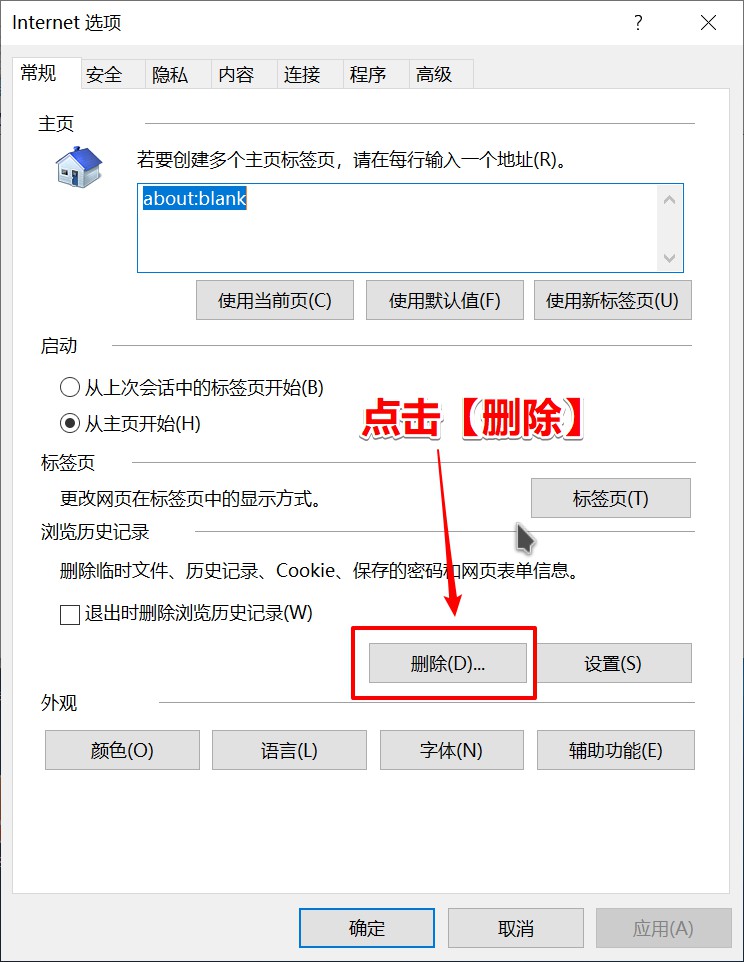 Internet 选项
?
常规 安全 隐私 内容 连接 程序 高级
主页
若要创建多个主页标签页，请在每行输入一个地址(R)。
about:blank
使用当前页(C) 使用默认值(F) 使用新标签页(U)
启动
从上次会话中的标签页开始(B)
从主页开始(H)
点击【删除】
标签页
更改网页在标签页中的显示方式。 标签页(T)
浏览历史记录
删除临时文件、历史记录、Cookie、保存的密码和网页表单信息。
退出时删除浏览历史记录(W)
删除(D)... 设置(S)
外观
颜色(O) 语言(L) 字体(N) 辅助功能(E)
确定 取消 应用(A)